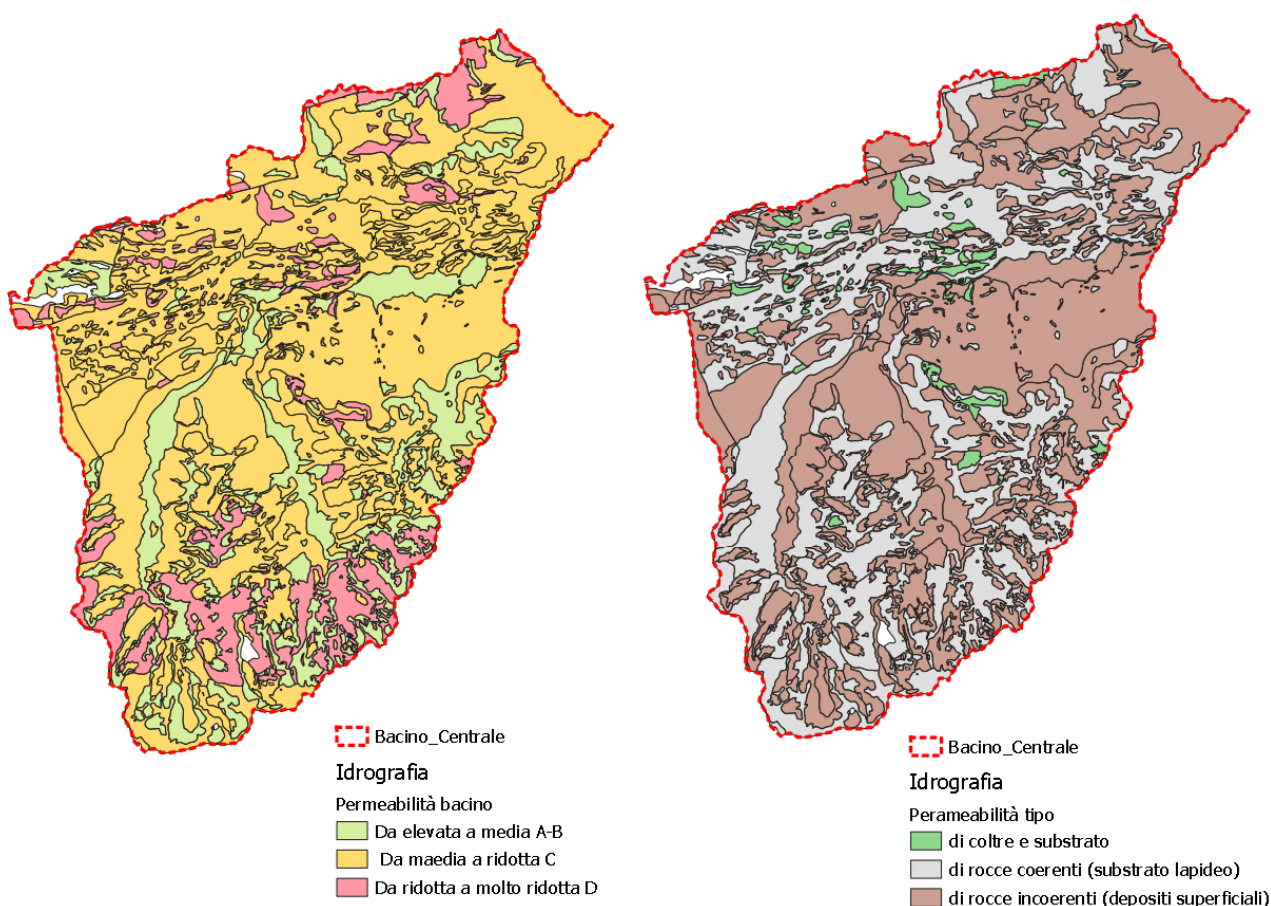 Bacino_Centrale
Idrografia
Permeabilità bacino
Da elevata a media A-B
Da maedia a ridotta C
Da ridotta a molto ridotta D
Bacino_Centrale
Idrografia
Perameabilità tipo
di coltre e substrato
di rocce coerenti (substrato lapideo)
di rocce incoerenti (depositi superficiali)